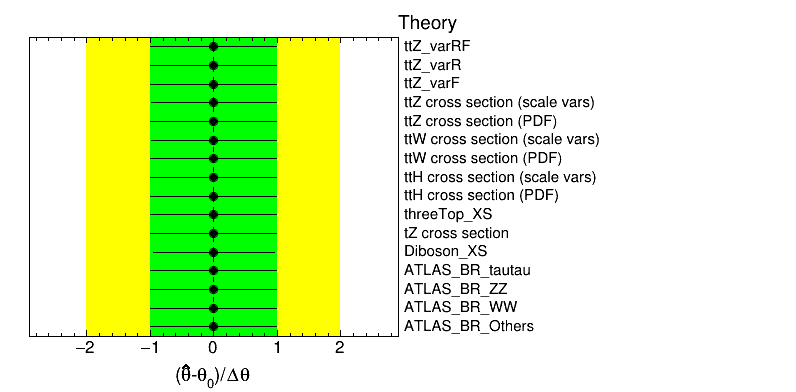 Theory
ttZ_varRF
ttZ_varR
ttZ_varF
ttZ cross section (scale vars)
ttZ cross section (PDF)
ttW cross section (scale vars)
ttW cross section (PDF)
ttH cross section (scale vars)
ttH cross section (PDF)
threeTop_XS
tZ cross section
Diboson_XS
ATLAS_BR_tautau
ATLAS_BR_ZZ
ATLAS_BR_WW
ATLAS_BR_Others
−2 −1 0 1 2
(θ̂-θ₀)/Δθ